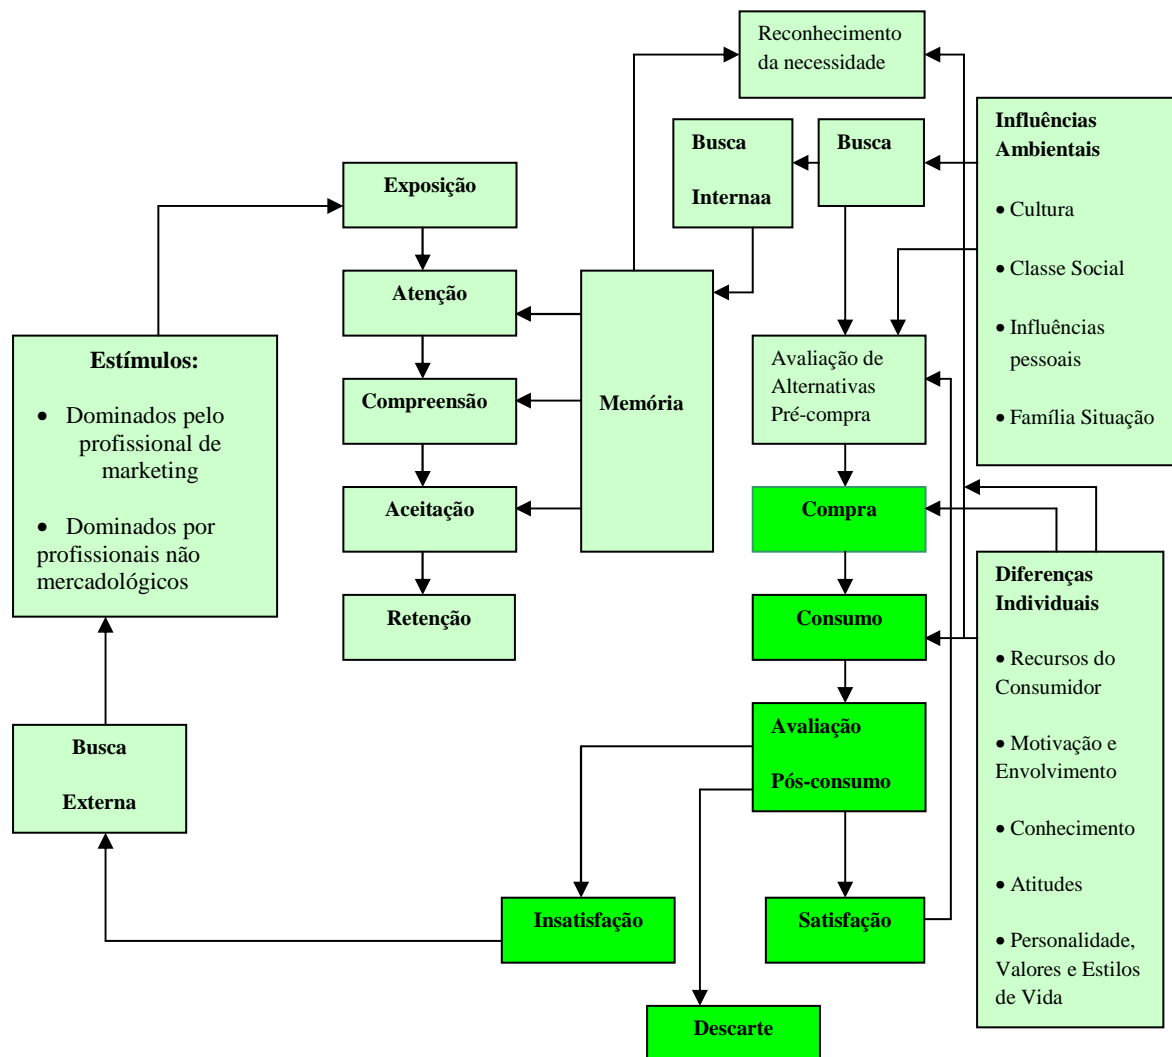 Reconhecimento
da necessidade
Influências
Ambientais
• Cultura
• Classe Social
• Influências
pessoais
• Família Situação
Busca
Internaa
Busca
Exposição
Atenção
Compreensão
Aceitação
Retenção
Memória
Estímulos:
• Dominados pelo
profissional de
marketing
• Dominados por
profissionais não
mercadológicos
Avaliação de
Alternativas
Pré-compra
Compra
Consumo
Avaliação
Pós-consumo
Diferenças
Individuais
• Recursos do
Consumidor
• Motivação e
Envolvimento
• Conhecimento
• Atitudes
• Personalidade,
Valores e Estilos
de Vida
Busca
Externa
Insatisfação
Satisfação
Descarte